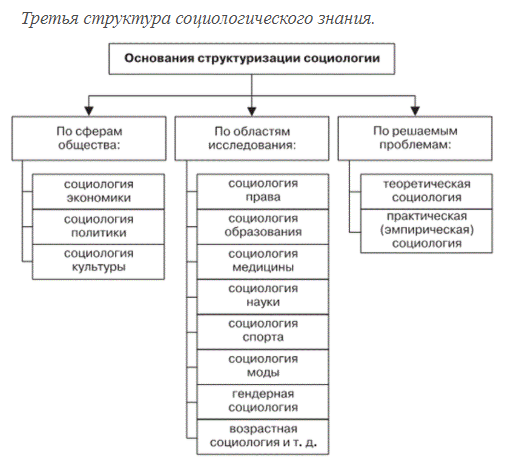 Третья структура социологического знания.
Основания структуризации социологии
По сферам
общества:
социология
экономики
социология
политики
социология
культуры
По областям
исследования:
социология
права
социология
образования
социология
медицины
социология
науки
социология
спорта
социология
моды
гендерная
социология
возрастная
социология и т. д.
По решаемым
проблемам:
теоретическая
социология
практическая
(эмпирическая)
социология